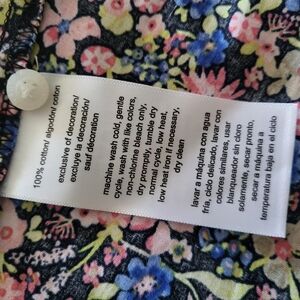 100% cotton/ algodón/ coton
exclusive of decoration/
excluye la decoración/
sauf décoration
machine wash cold, gentle
cycle, wash with like colors,
non-chlorine bleach only,
dry promptly, tumble dry
normal cycle, low heat,
low heat iron if necessary,
dry clean
lavar a máquina con agua
fría, ciclo delicado, lavar con
colores similares, usar
blanqueador sin cloro
solamente, secar pronto,
secar a máquina a
temperatura baja en el ciclo